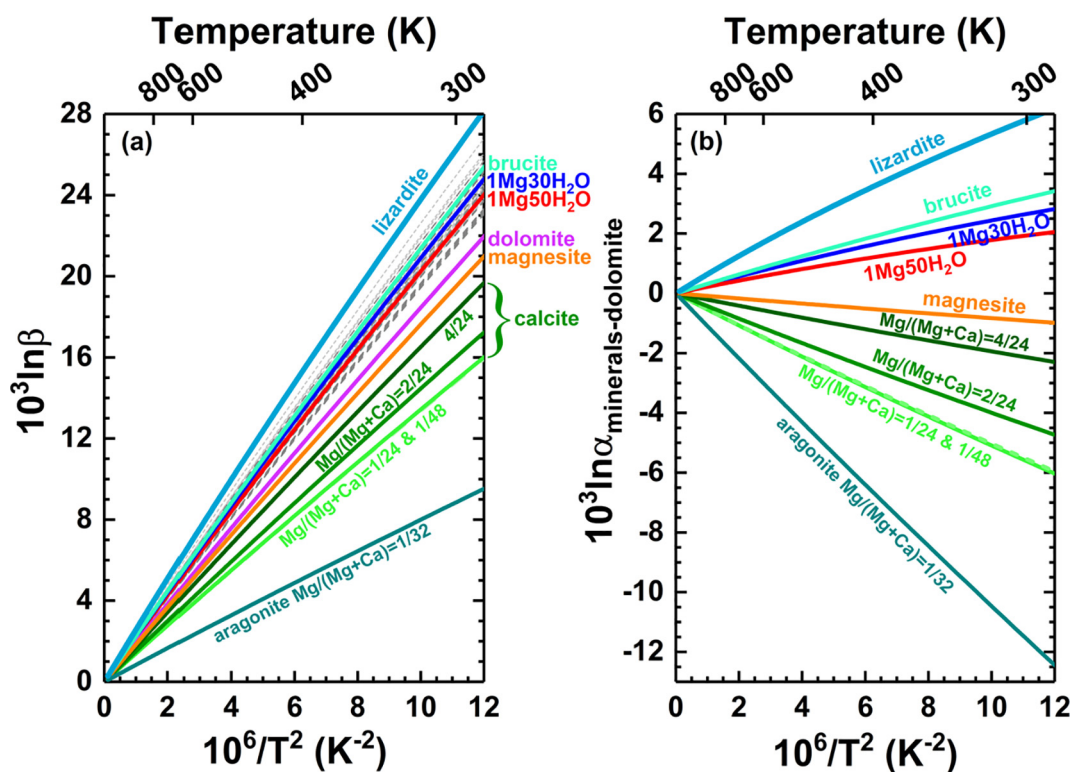 Temperature (K)
800
600
400
300
28
24
20
16
12
8
4
0
10³lnβ
(a)
lizardite
brucite
1Mg30H₂O
1Mg50H₂O
dolomite
magnesite
calcite
4/24
Mg/(Mg+Ca)=2/24
Mg/(Mg+Ca)=1/24 & 1/48
aragonite Mg/(Mg+Ca)=1/32
0 2 4 6 8 10 12
10⁶/T² (K⁻²)
Temperature (K)
800
600
400
300
6
4
2
0
-2
-4
-6
-8
-10
-12
10³lnα minerals-dolomite
(b)
lizardite
brucite
1Mg30H₂O
1Mg50H₂O
magnesite
Mg/(Mg+Ca)=4/24
Mg/(Mg+Ca)=2/24
Mg/(Mg+Ca)=1/24 & 1/48
aragonite Mg/(Mg+Ca)=1/32
0 2 4 6 8 10 12
10⁶/T² (K⁻²)